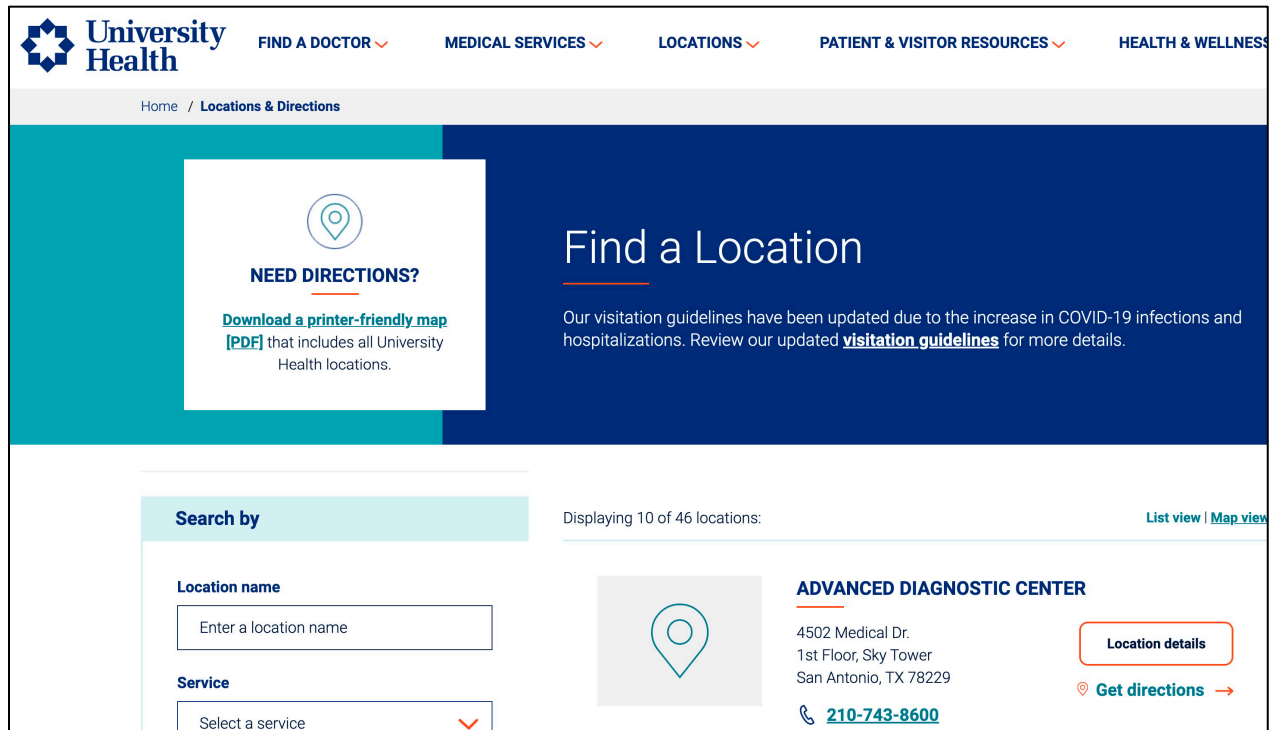 University
Health
FIND A DOCTOR
MEDICAL SERVICES
LOCATIONS
PATIENT & VISITOR RESOURCES
HEALTH & WELLNESS
Home / Locations & Directions
NEED DIRECTIONS?
Download a printer-friendly map
[PDF] that includes all University
Health locations.
Find a Location
Our visitation guidelines have been updated due to the increase in COVID-19 infections and
hospitalizations. Review our updated visitation guidelines for more details.
Search by
Location name
Enter a location name
Service
Select a service
Displaying 10 of 46 locations:
List view | Map view
ADVANCED DIAGNOSTIC CENTER
4502 Medical Dr.
1st Floor, Sky Tower
San Antonio, TX 78229
210-743-8600
Location details
Get directions →